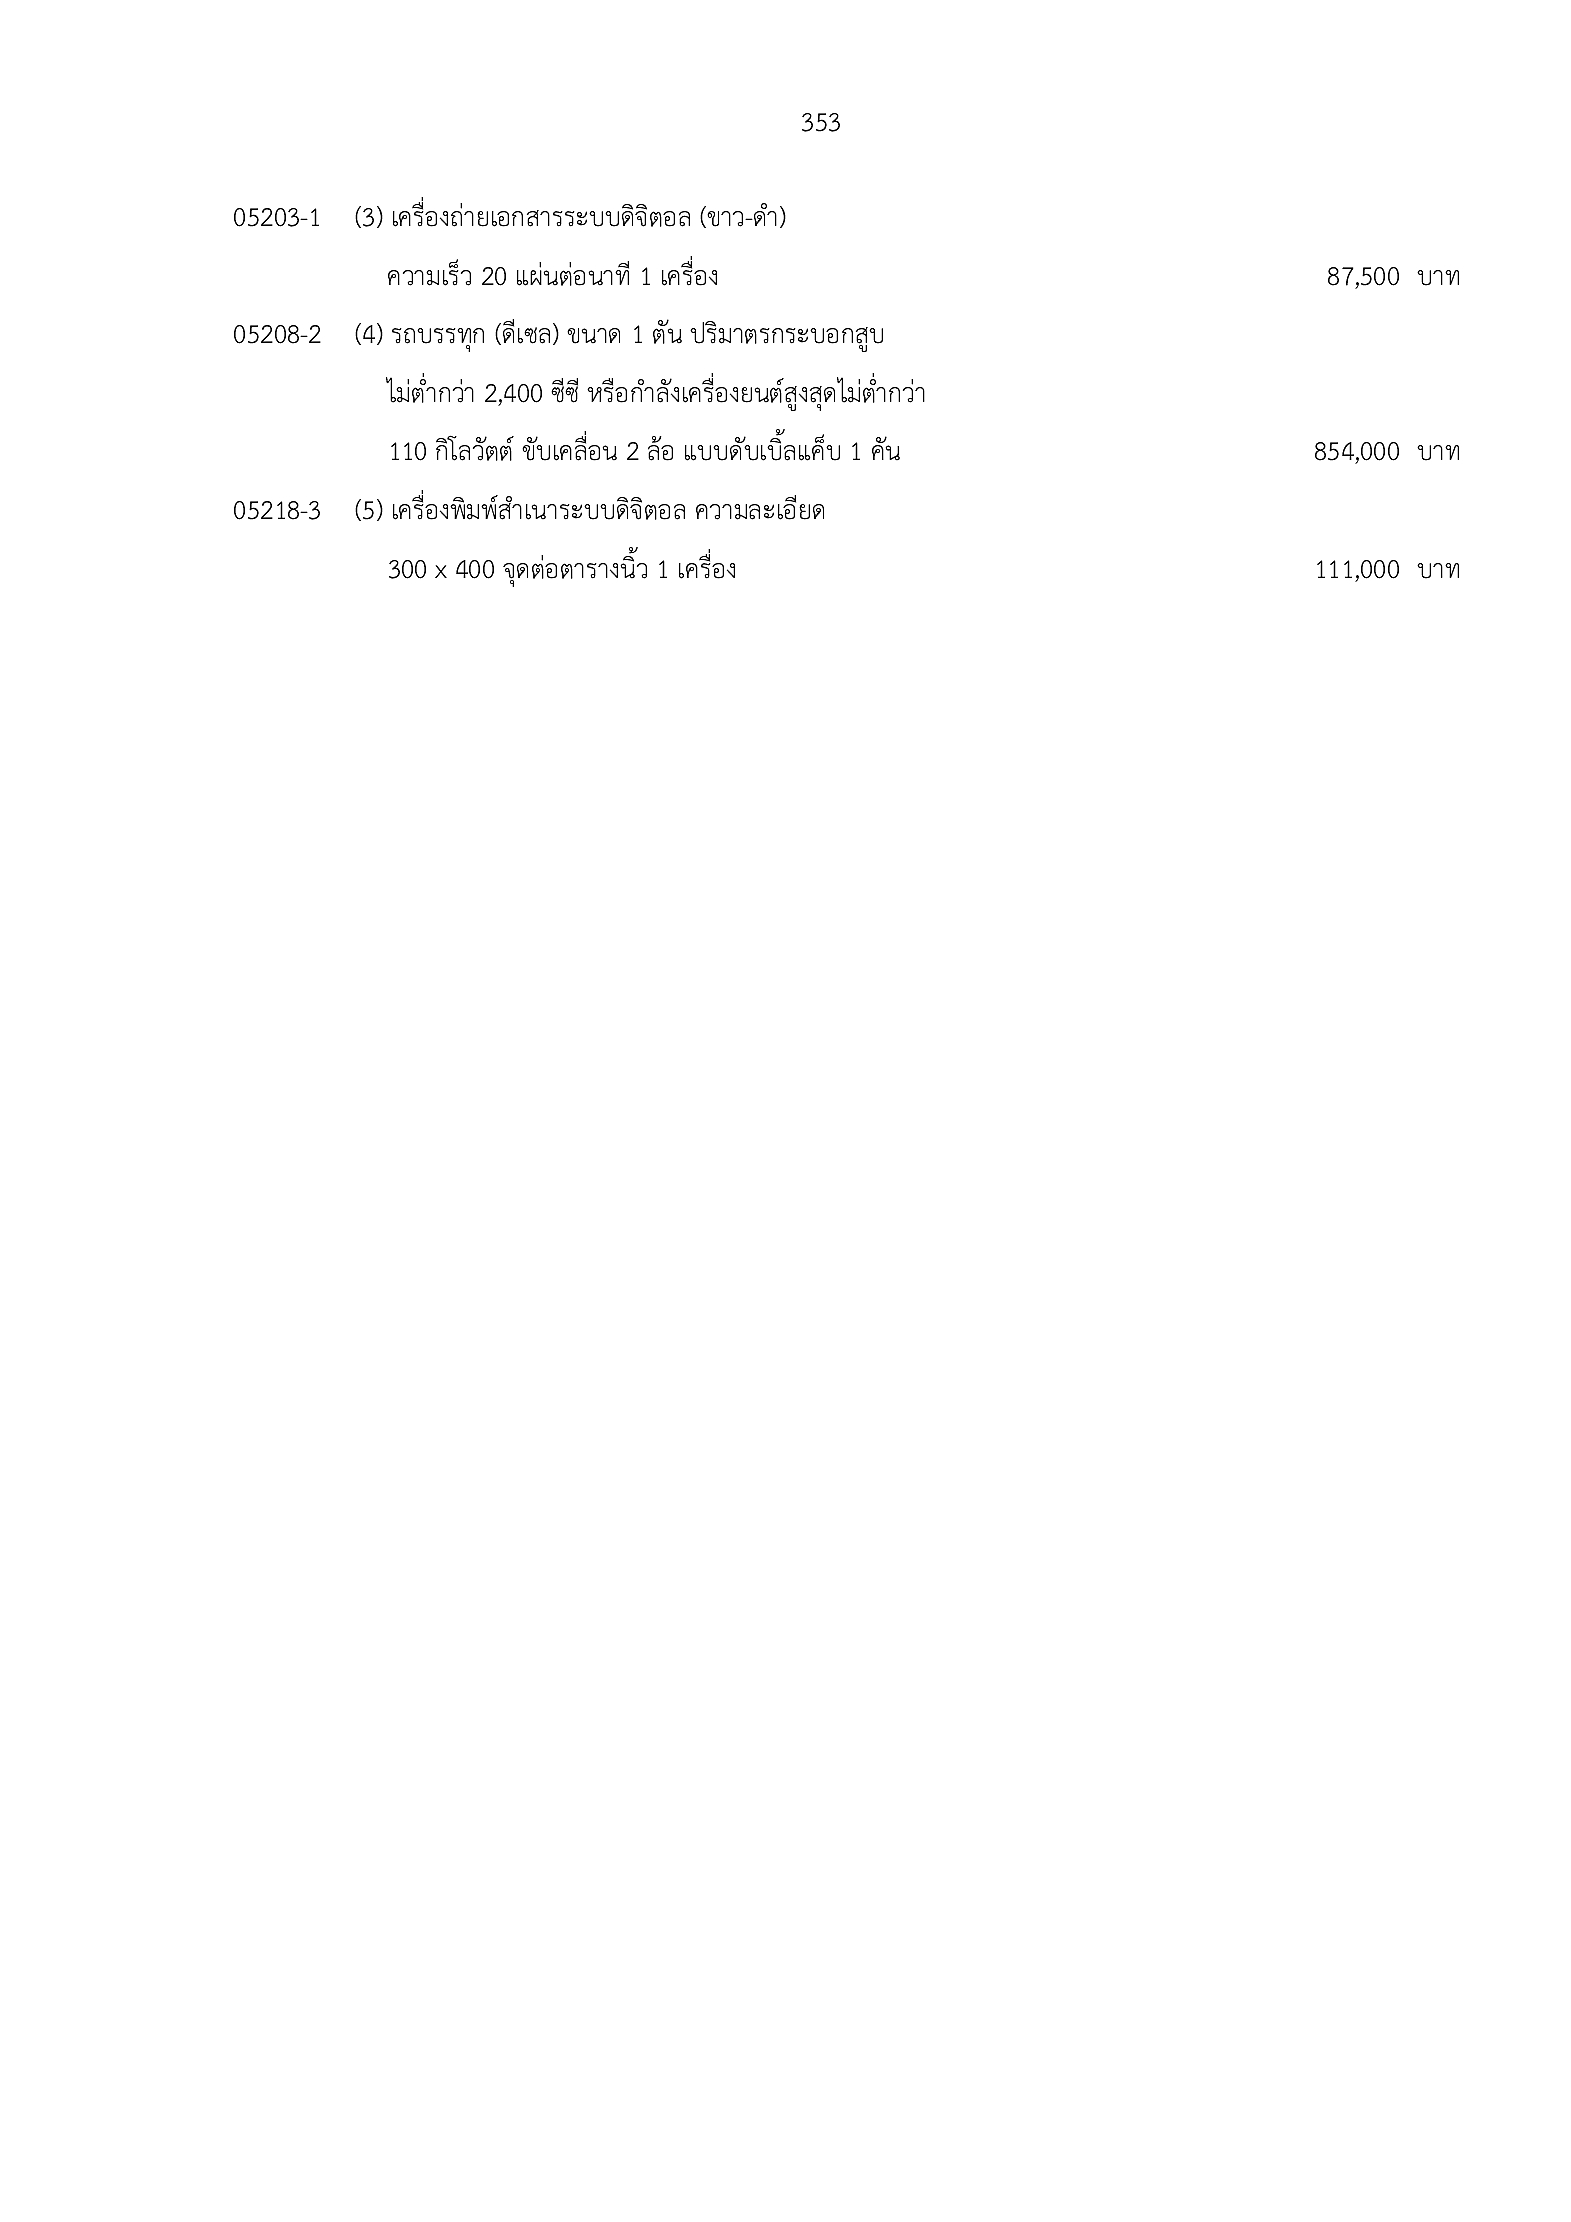 353
05203-1 (3) เครื่องถ่ายเอกสารระบบดิจิตอล (ขาว-ดำ)
ความเร็ว 20 แผ่นต่อนาที 1 เครื่อง 87,500 บาท
05208-2 (4) รถบรรทุก (ดีเซล) ขนาด 1 ตัน ปริมาตรกระบอกสูบ
ไม่ต่ำกว่า 2,400 ซีซี หรือกำลังเครื่องยนต์สูงสุดไม่ต่ำกว่า
110 กิโลวัตต์ ขับเคลื่อน 2 ล้อ แบบดับเบิ้ลแค็บ 1 คัน 854,000 บาท
05218-3 (5) เครื่องพิมพ์สำเนาระบบดิจิตอล ความละเอียด
300 x 400 จุดต่อตารางนิ้ว 1 เครื่อง 111,000 บาท